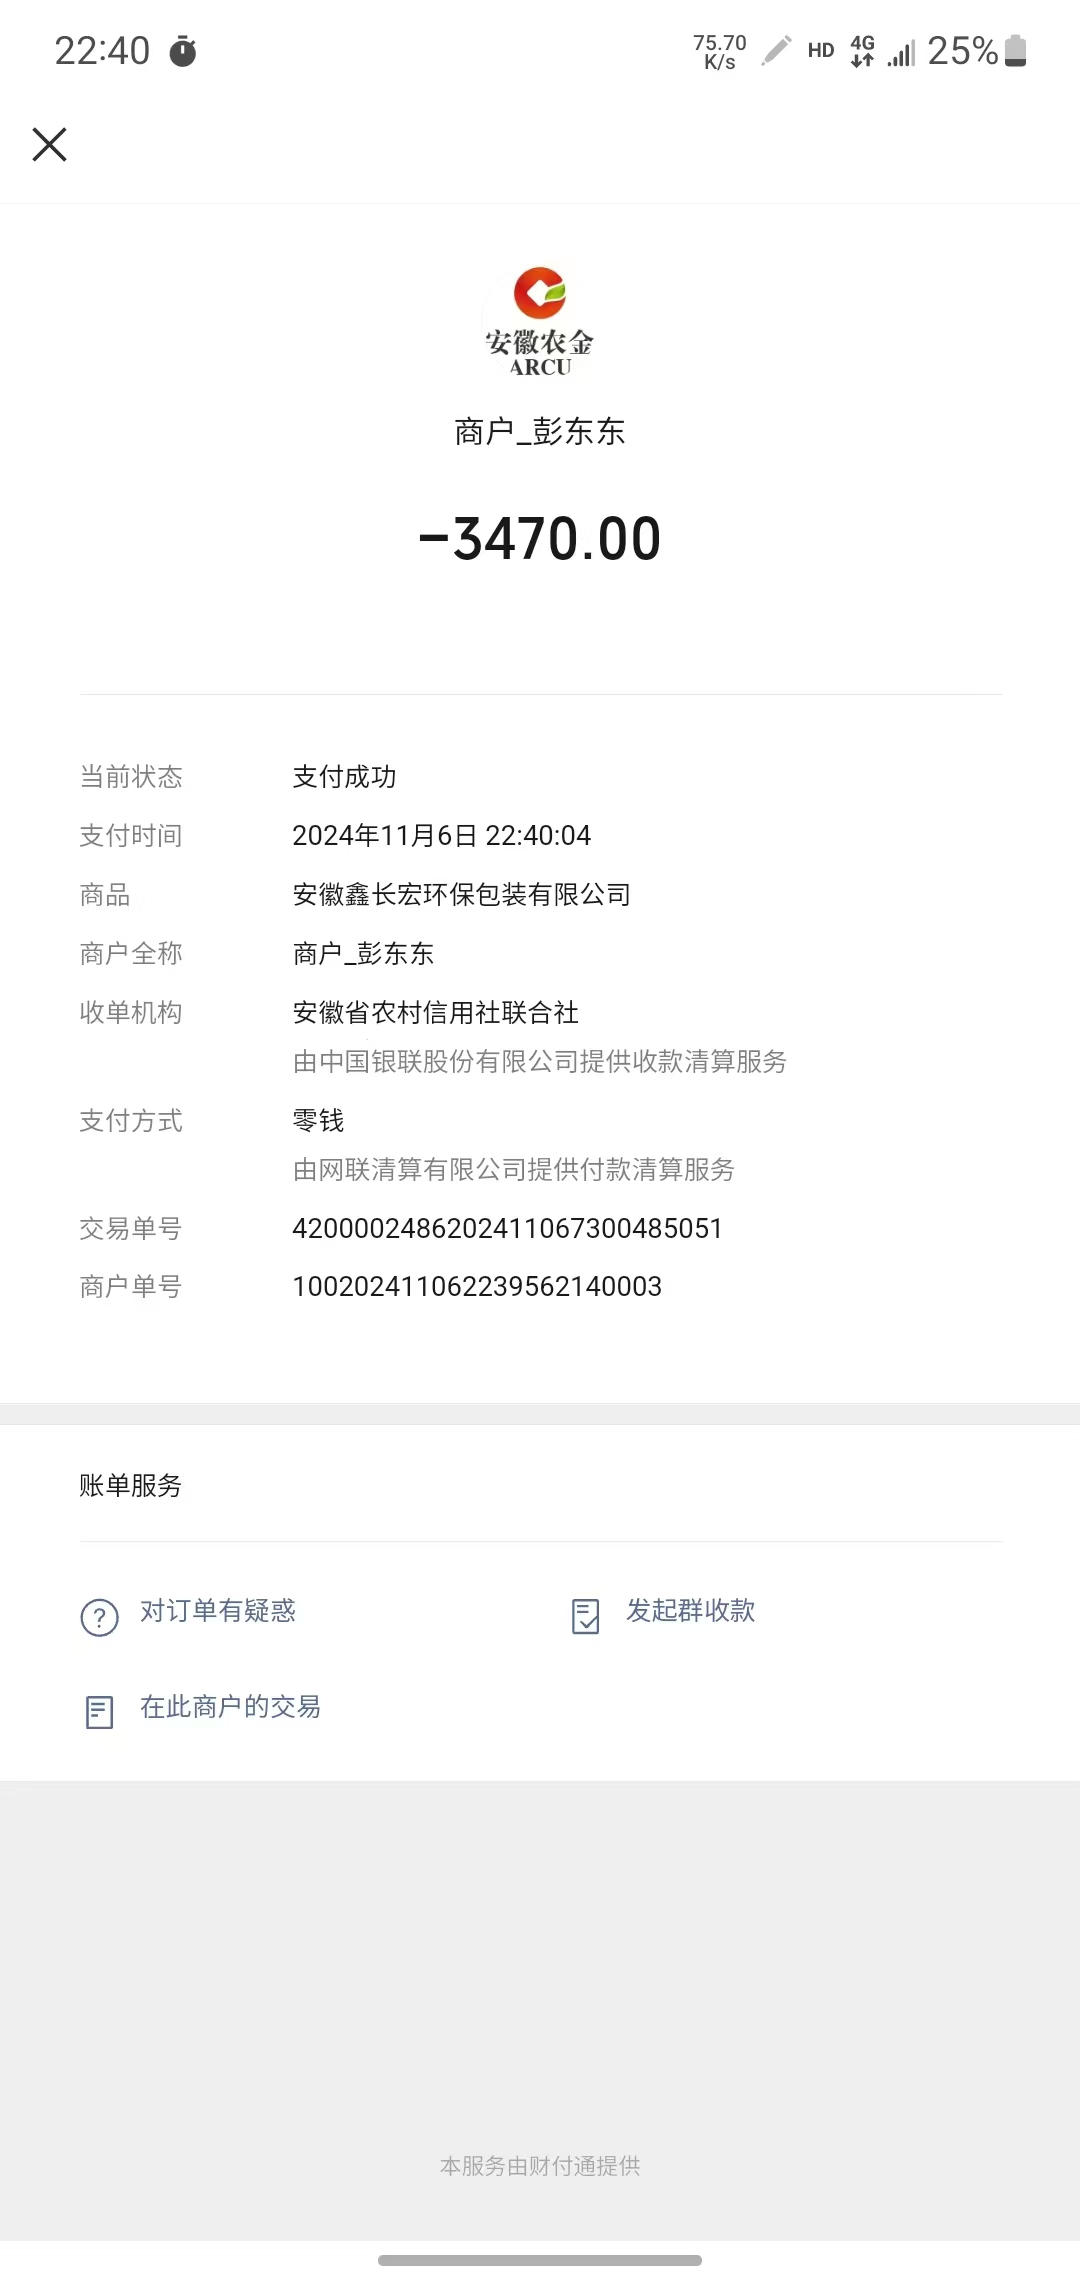 22:40
75.70 K/s HD 4G 25%
安徽农金
ARCU
商户_彭东东
-3470.00
当前状态 支付成功
支付时间 2024年11月6日 22:40:04
商品 安徽鑫长宏环保包装有限公司
商户全称 商户_彭东东
收单机构 安徽省农村信用社联合社
由中国银联股份有限公司提供收款清算服务
支付方式 零钱
由网联清算有限公司提供付款清算服务
交易单号 4200002486202411067300485051
商户单号 100202411062239562140003
账单服务
对订单有疑惑 发起群收款
在此商户的交易
本服务由财付通提供